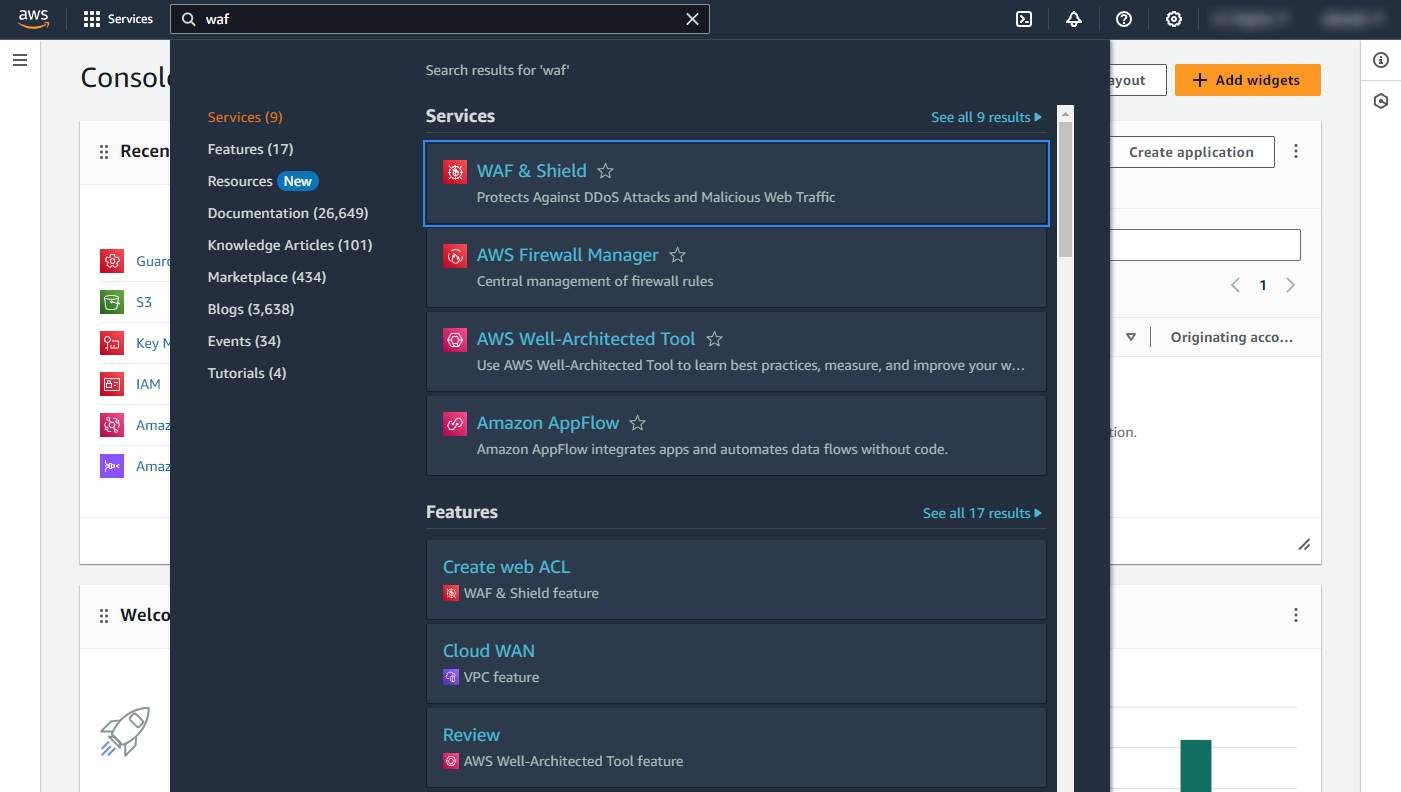 aws
Services
waf
Console
ayout
Add widgets
Search results for 'waf'
Services (9)
Features (17)
Resources New
Documentation (26,649)
Knowledge Articles (101)
Marketplace (434)
Blogs (3,638)
Events (34)
Tutorials (4)
Services
See all 9 results
WAF & Shield
Protects Against DDoS Attacks and Malicious Web Traffic
AWS Firewall Manager
Central management of firewall rules
AWS Well-Architected Tool
Use AWS Well-Architected Tool to learn best practices, measure, and improve your w...
Amazon AppFlow
Amazon AppFlow integrates apps and automates data flows without code.
Features
See all 17 results
Create web ACL
WAF & Shield feature
Cloud WAN
VPC feature
Review
AWS Well-Architected Tool feature
Recen
Guard
S3
Key M
IAM
Amaz
Amaz
Welco
Create application
1
Originating acco...
tion.